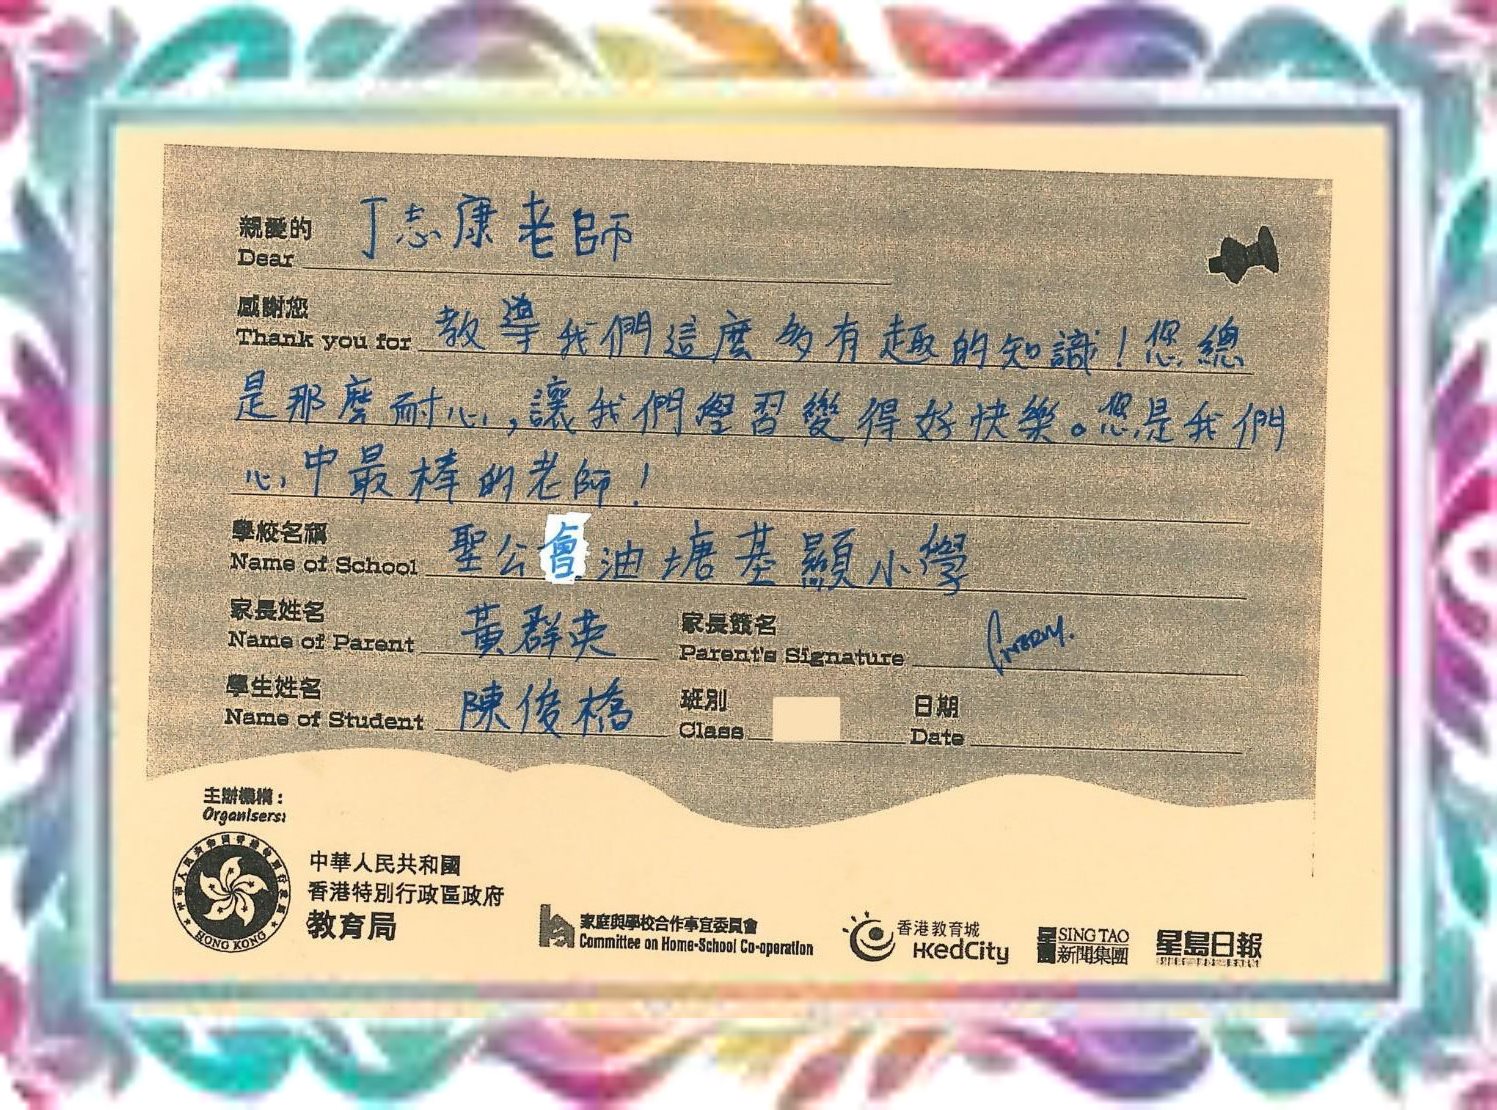 親愛的 丁志康老師
Dear
感謝您
Thank you for 教導我們這麼多有趣的知識！您總
是那麼耐心，讓我們學習變得好快樂。您是我們
心中最棒的老師！
學校名稱
Name of School 聖公會油塘基顯小學
家長姓名 家長簽名
Name of Parent 黃群英 Parent's Signature
學生姓名 班別 日期
Name of Student 陳俊橋 Class Date
主辦機構：
Organisers:
中華人民共和國
香港特別行政區政府
教育局
HONG KONG
家庭與學校合作事宜委員會
Committee on Home-School Co-operation
香港教育城
HKedCity
星島 SING TAO
新聞集團
星島日報